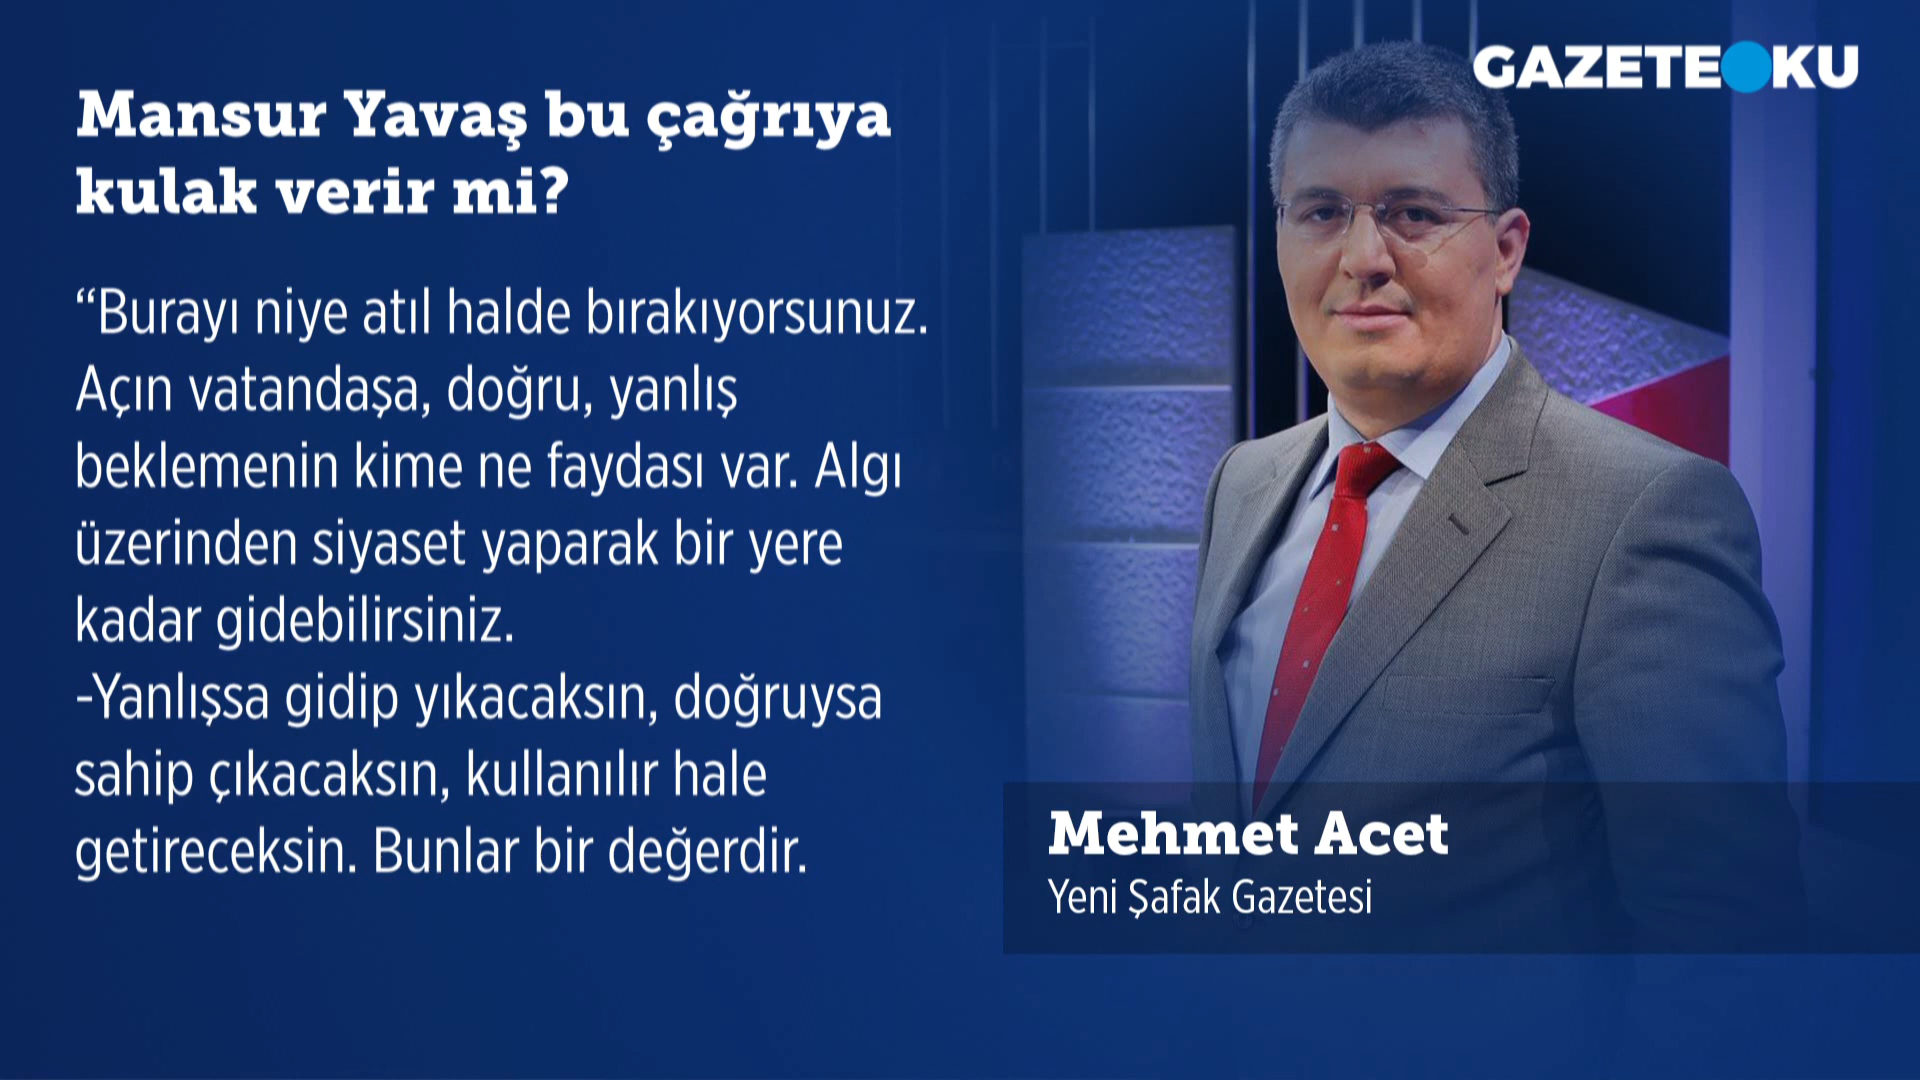 GAZETEOKU
Mansur Yavaş bu çağrıya
kulak verir mi?
“Burayı niye atıl halde bırakıyorsunuz.
Açın vatandaşa, doğru, yanlış
beklemenin kime ne faydası var. Algı
üzerinden siyaset yaparak bir yere
kadar gidebilirsiniz.
-Yanlışsa gidip yıkacaksın, doğruysa
sahip çıkacaksın, kullanılır hale
getireceksin. Bunlar bir değerdir.
Mehmet Acet
Yeni Şafak Gazetesi